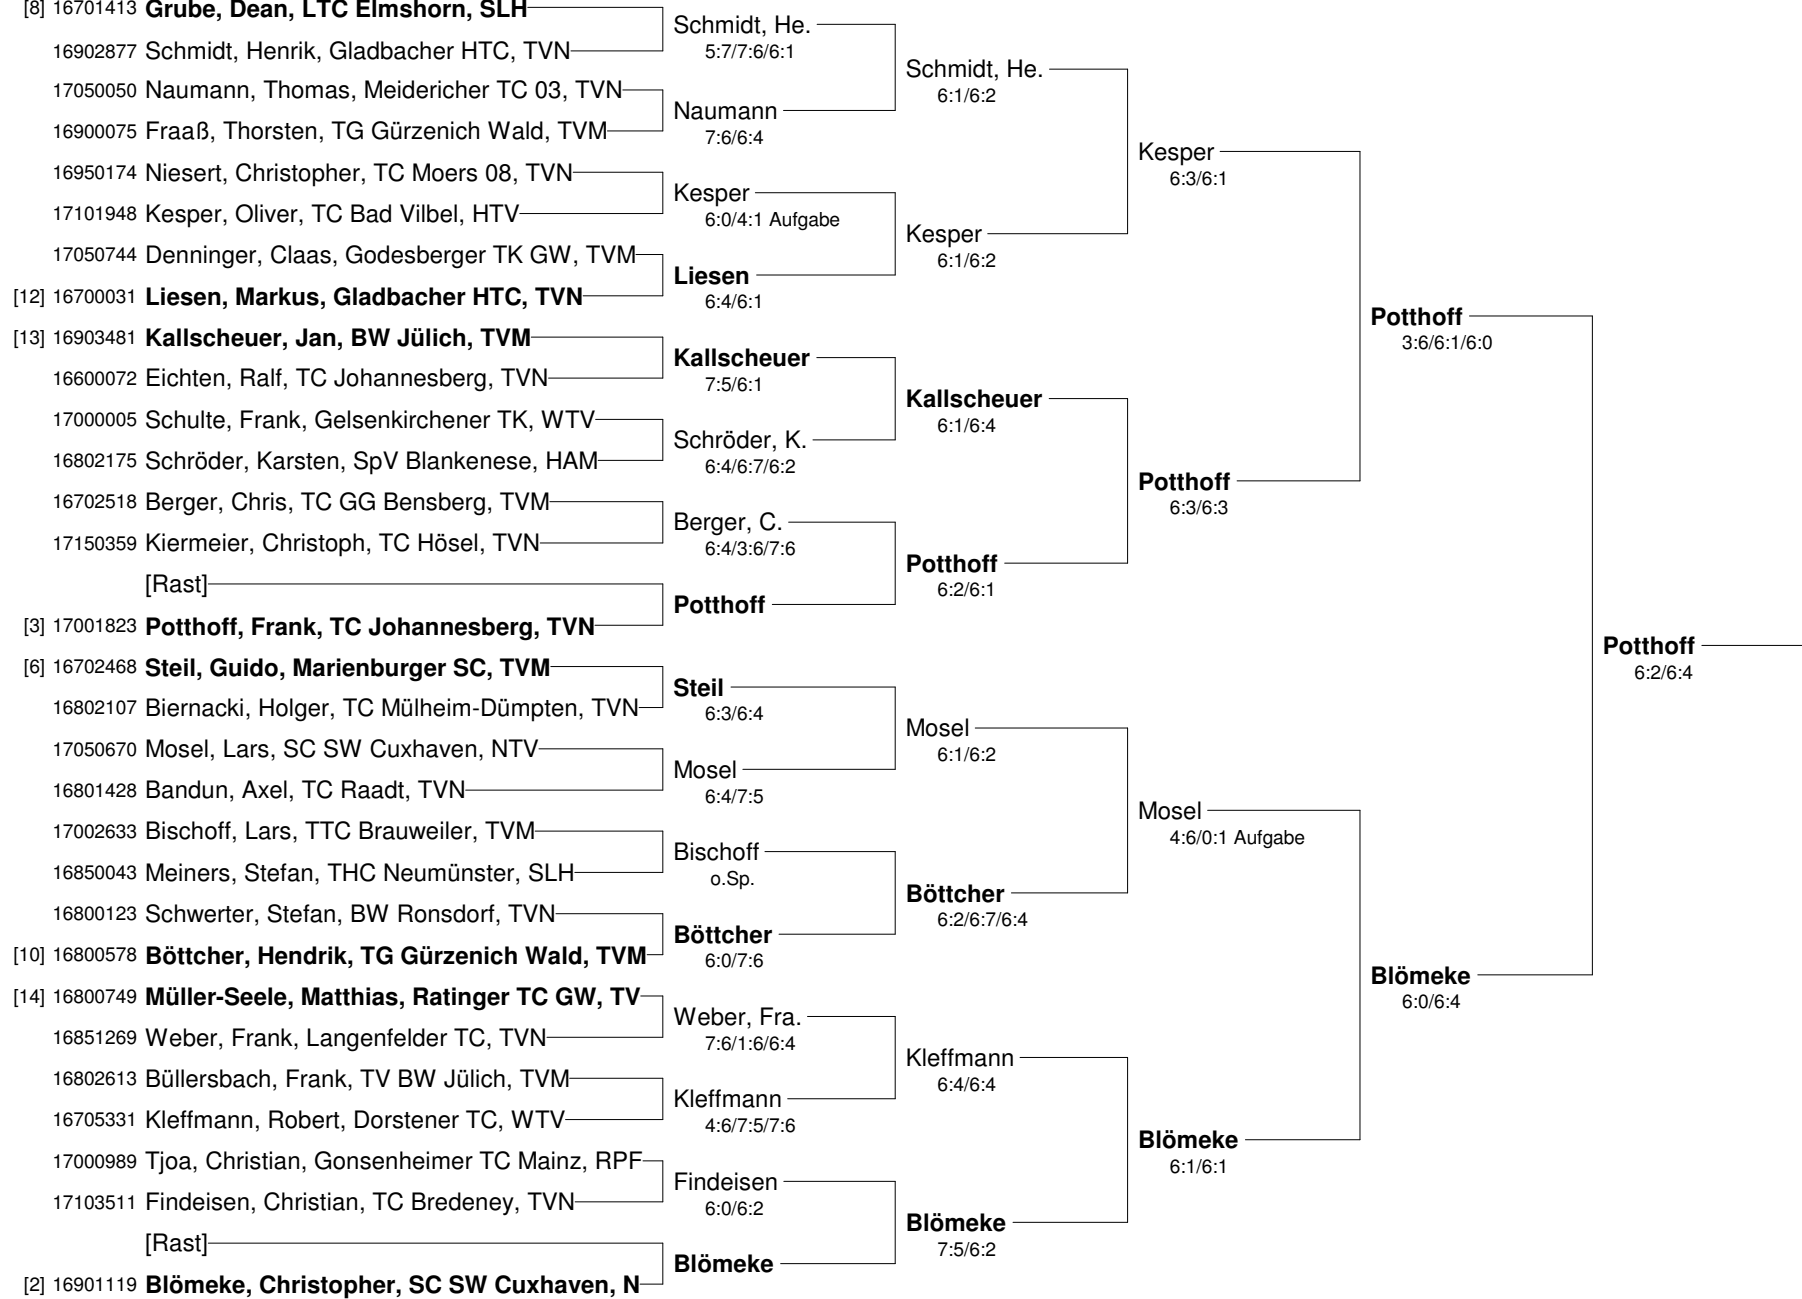 [8] 16701413 Grube, Dean, LTC Elmshorn, SLH
16902877 Schmidt, Henrik, Gladbacher HTC, TVN
17050050 Naumann, Thomas, Meidericher TC 03, TVN
16900075 Fraaß, Thorsten, TG Gürzenich Wald, TVM
16950174 Niesert, Christopher, TC Moers 08, TVN
17101948 Kesper, Oliver, TC Bad Vilbel, HTV
17050744 Denninger, Claas, Godesberger TK GW, TVM
[12] 16700031 Liesen, Markus, Gladbacher HTC, TVN
[13] 16903481 Kallscheuer, Jan, BW Jülich, TVM
16600072 Eichten, Ralf, TC Johannesberg, TVN
17000005 Schulte, Frank, Gelsenkirchener TK, WTV
16802175 Schröder, Karsten, SpV Blankenese, HAM
16702518 Berger, Chris, TC GG Bensberg, TVM
17150359 Kiermeier, Christoph, TC Hösel, TVN
[Rast]
[3] 17001823 Potthoff, Frank, TC Johannesberg, TVN
[6] 16702468 Steil, Guido, Marienburger SC, TVM
16802107 Biernacki, Holger, TC Mülheim-Dümpten, TVN
17050670 Mosel, Lars, SC SW Cuxhaven, NTV
16801428 Bandun, Axel, TC Raadt, TVN
17002633 Bischoff, Lars, TTC Brauweiler, TVM
16850043 Meiners, Stefan, THC Neumünster, SLH
16800123 Schwerter, Stefan, BW Ronsdorf, TVN
[10] 16800578 Böttcher, Hendrik, TG Gürzenich Wald, TVM
[14] 16800749 Müller-Seele, Matthias, Ratinger TC GW, TV
16851269 Weber, Frank, Langenfelder TC, TVN
16802613 Büllersbach, Frank, TV BW Jülich, TVM
16705331 Kleffmann, Robert, Dorstener TC, WTV
17000989 Tjoa, Christian, Gonsenheimer TC Mainz, RPF
17103511 Findeisen, Christian, TC Bredeney, TVN
[Rast]
[2] 16901119 Blömeke, Christopher, SC SW Cuxhaven, N
Schmidt, He.
5:7/7:6/6:1
Naumann
7:6/6:4
Kesper
6:0/4:1 Aufgabe
Liesen
6:4/6:1
Kallscheuer
7:5/6:1
Schröder, K.
6:4/6:7/6:2
Berger, C.
6:4/3:6/7:6
Potthoff
Steil
6:3/6:4
Mosel
6:4/7:5
Bischoff
o.Sp.
Böttcher
6:0/7:6
Weber, Fra.
7:6/1:6/6:4
Kleffmann
4:6/7:5/7:6
Findeisen
6:0/6:2
Blömeke
Schmidt, He.
6:1/6:2
Kesper
6:1/6:2
Kallscheuer
6:1/6:4
Potthoff
6:2/6:1
Mosel
6:1/6:2
Böttcher
6:2/6:7/6:4
Kleffmann
6:4/6:4
Blömeke
7:5/6:2
Kesper
6:3/6:1
Potthoff
6:3/6:3
Mosel
4:6/0:1 Aufgabe
Blömeke
6:1/6:1
Potthoff
3:6/6:1/6:0
Blömeke
6:0/6:4
Potthoff
6:2/6:4